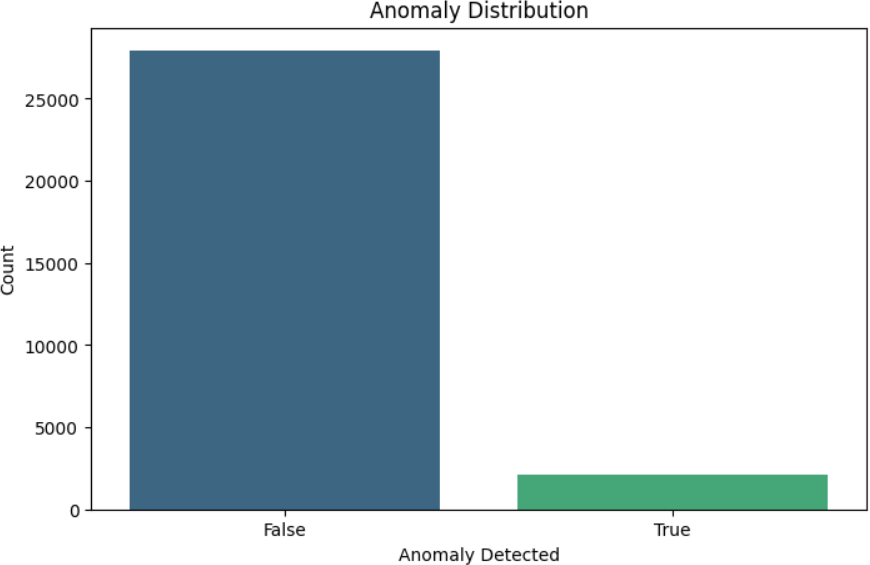 Anomaly Distribution
25000
20000
15000
10000
5000
0
Count
False
True
Anomaly Detected